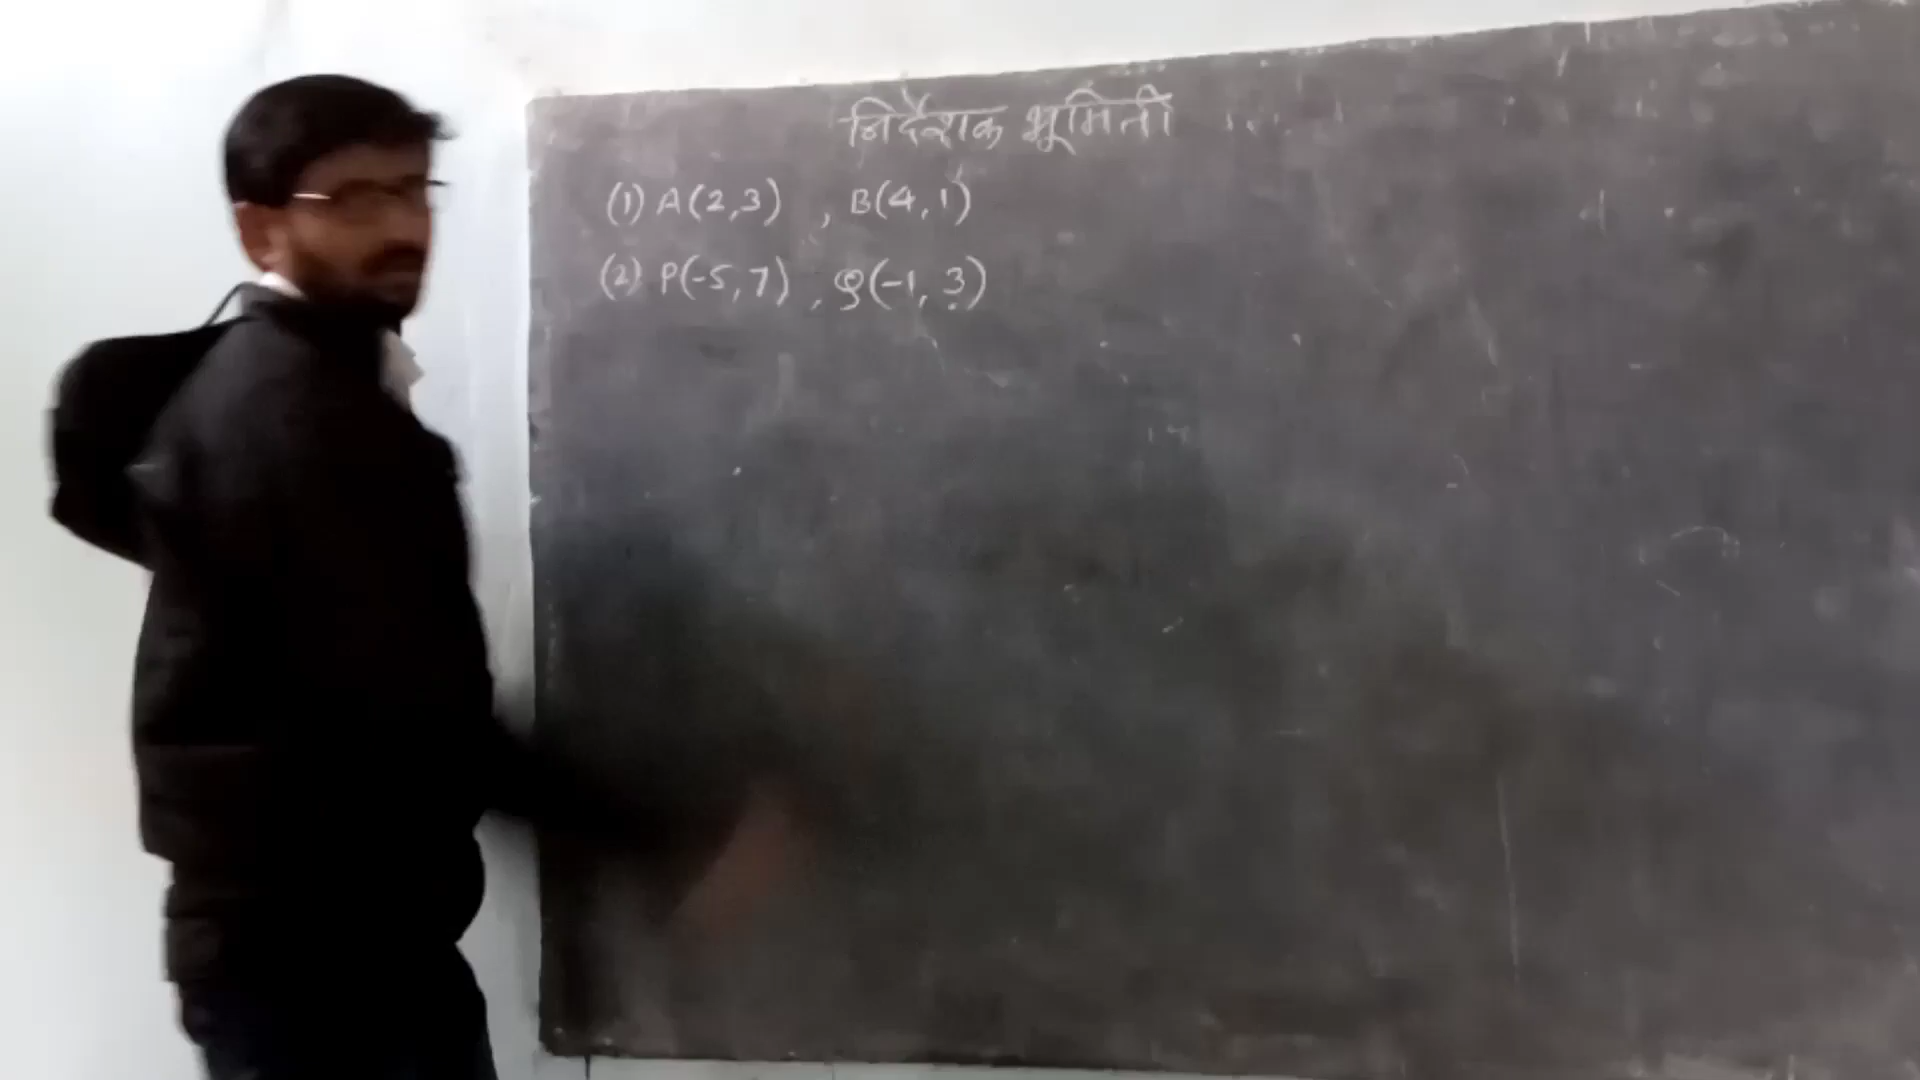 निर्देशक भूमिती
(1) A(2,3) , B(4,1)
(2) P(-5,7) , Q(-1,3)